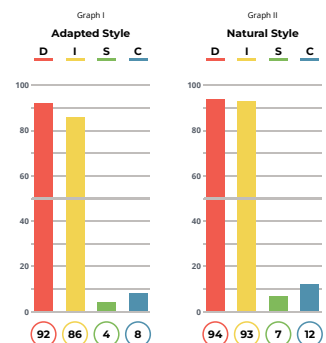 Graph I
Adapted Style
D I S C
100
80
60
40
20
0
92 86 4 8
Graph II
Natural Style
D I S C
100
80
60
40
20
0
94 93 7 12